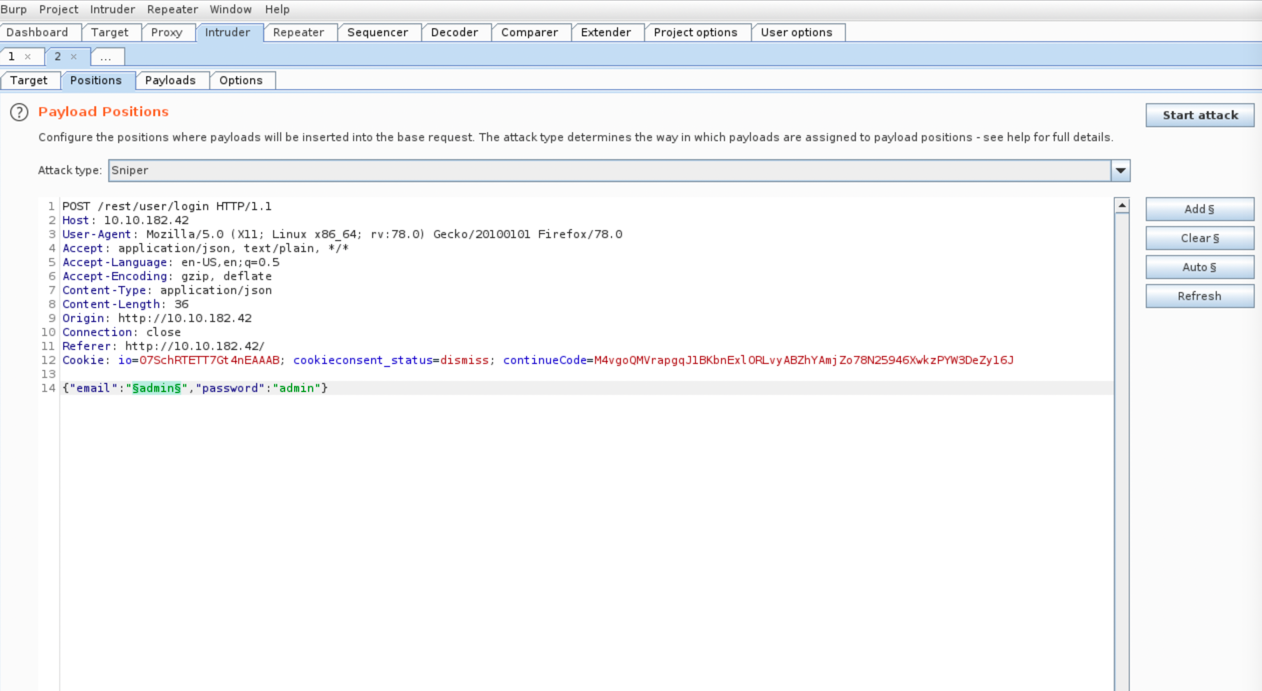 Burp Project Intruder Repeater Window Help
Dashboard Target Proxy Intruder Repeater Sequencer Decoder Comparer Extender Project options User options
1 × 2 × ...
Target Positions Payloads Options
? Payload Positions
Start attack
Configure the positions where payloads will be inserted into the base request. The attack type determines the way in which payloads are assigned to payload positions - see help for full details.
Attack type: Sniper
1 POST /rest/user/login HTTP/1.1
2 Host: 10.10.182.42
3 User-Agent: Mozilla/5.0 (X11; Linux x86_64; rv:78.0) Gecko/20100101 Firefox/78.0
4 Accept: application/json, text/plain, */*
5 Accept-Language: en-US,en;q=0.5
6 Accept-Encoding: gzip, deflate
7 Content-Type: application/json
8 Content-Length: 36
9 Origin: http://10.10.182.42
10 Connection: close
11 Referer: http://10.10.182.42/
12 Cookie: io=07SchRTETT7Gt4nEAAAB; cookieconsent_status=dismiss; continueCode=M4vgoQMVrapgqJ1BKbnExlORLvyABZhYAmjZo78N25946XwkzPYW3DeZy16J
13
14 {"email":"§admin§","password":"admin"}
Add §
Clear §
Auto §
Refresh